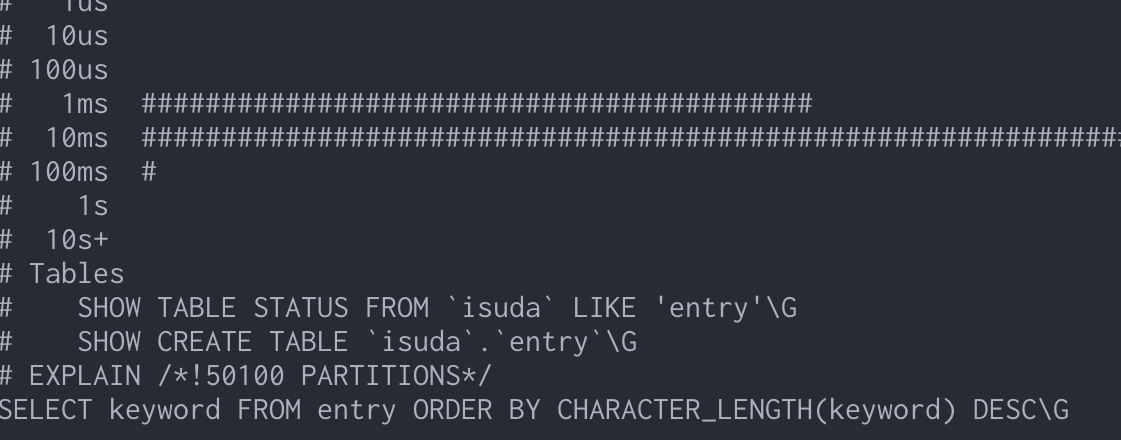 #   1us
#  10us
# 100us
#   1ms  ##########################################
#  10ms  ##############################################################
# 100ms  #
#    1s
#  10s+
# Tables
#    SHOW TABLE STATUS FROM `isuda` LIKE 'entry'\G
#    SHOW CREATE TABLE `isuda`.`entry`\G
# EXPLAIN /*!50100 PARTITIONS*/
SELECT keyword FROM entry ORDER BY CHARACTER_LENGTH(keyword) DESC\G